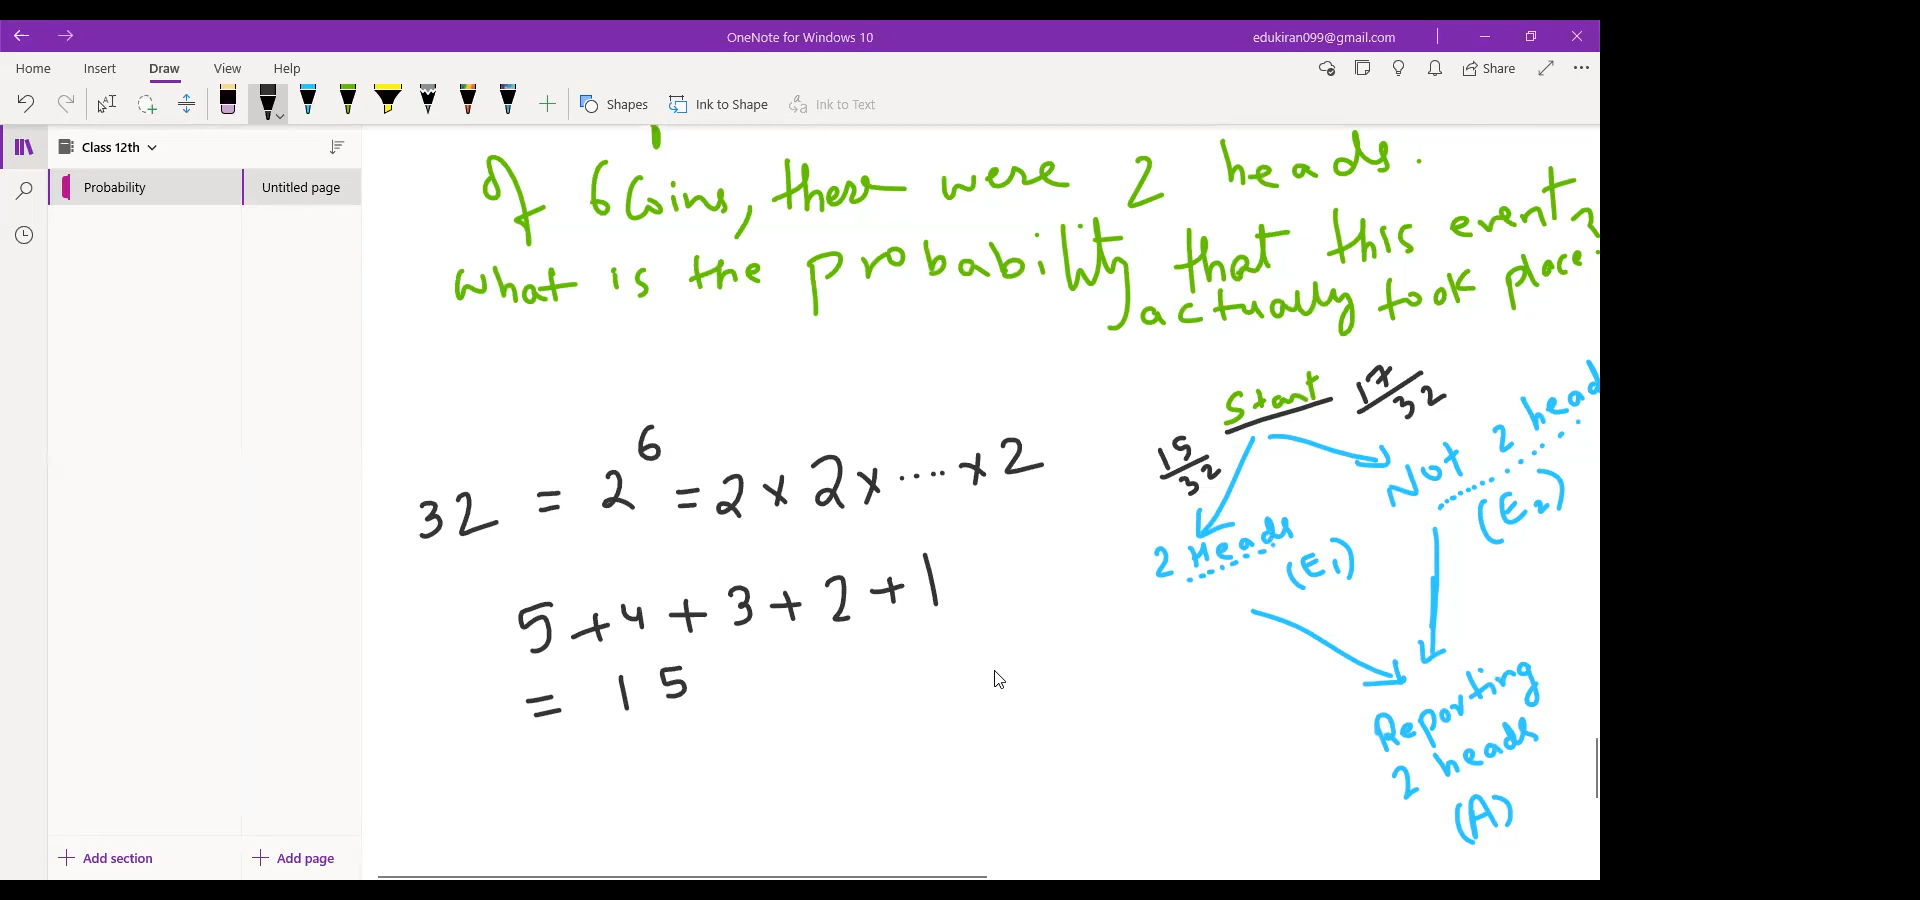 OneNote for Windows 10
edukiran099@gmail.com
Home Insert Draw View Help
Share
Shapes Ink to Shape Ink to Text
Class 12th
Probability
Untitled page
Of 6 Coins, there were 2 heads.
what is the probability that this event
actually took place?
Start 17/32
15/32
Not 2 head
(E2)
2 Heads
(E1)
32 = 2^6 = 2 x 2 x .... x 2
5 + 4 + 3 + 2 + 1
= 15
Reporting
2 heads
(A)
+ Add section
+ Add page